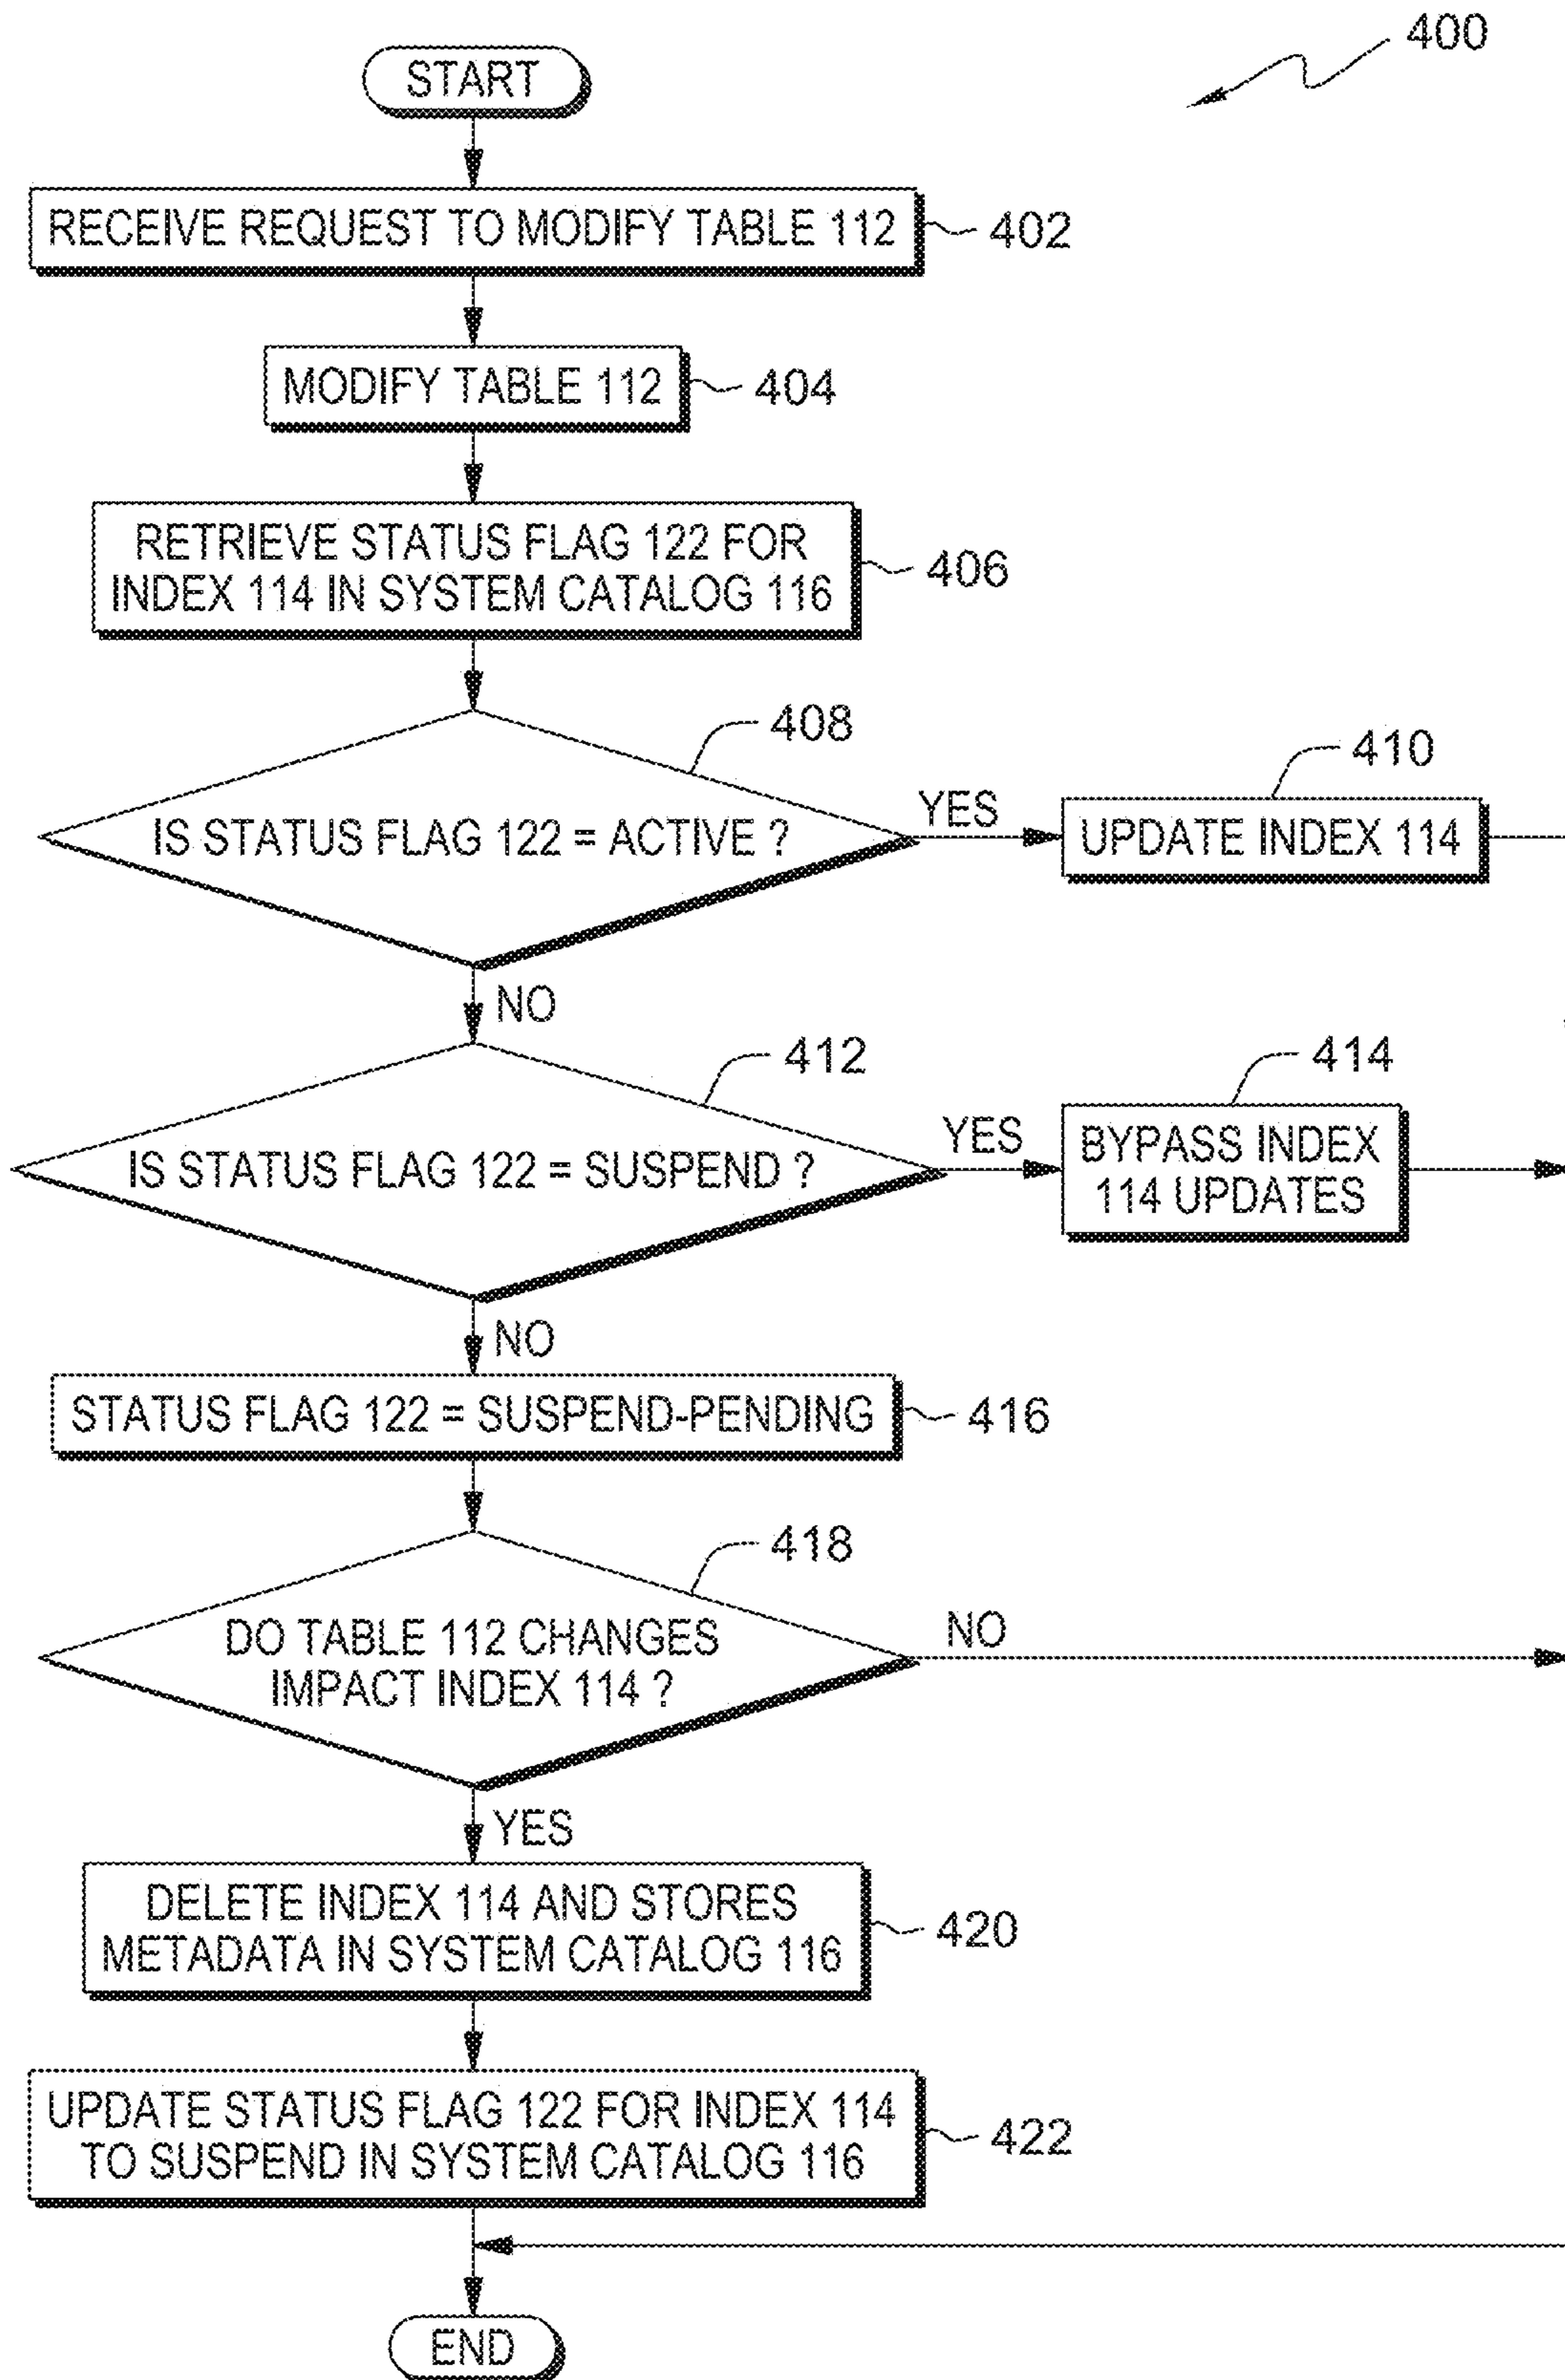 400
START
RECEIVE REQUEST TO MODIFY TABLE 112
402
MODIFY TABLE 112
404
RETRIEVE STATUS FLAG 122 FOR
INDEX 114 IN SYSTEM CATALOG 116
406
408
IS STATUS FLAG 122 = ACTIVE ?
YES
410
UPDATE INDEX 114
NO
412
IS STATUS FLAG 122 = SUSPEND ?
YES
414
BYPASS INDEX
114 UPDATES
NO
STATUS FLAG 122 = SUSPEND-PENDING
416
418
DO TABLE 112 CHANGES
IMPACT INDEX 114 ?
NO
YES
DELETE INDEX 114 AND STORES
METADATA IN SYSTEM CATALOG 116
420
UPDATE STATUS FLAG 122 FOR INDEX 114
TO SUSPEND IN SYSTEM CATALOG 116
422
END